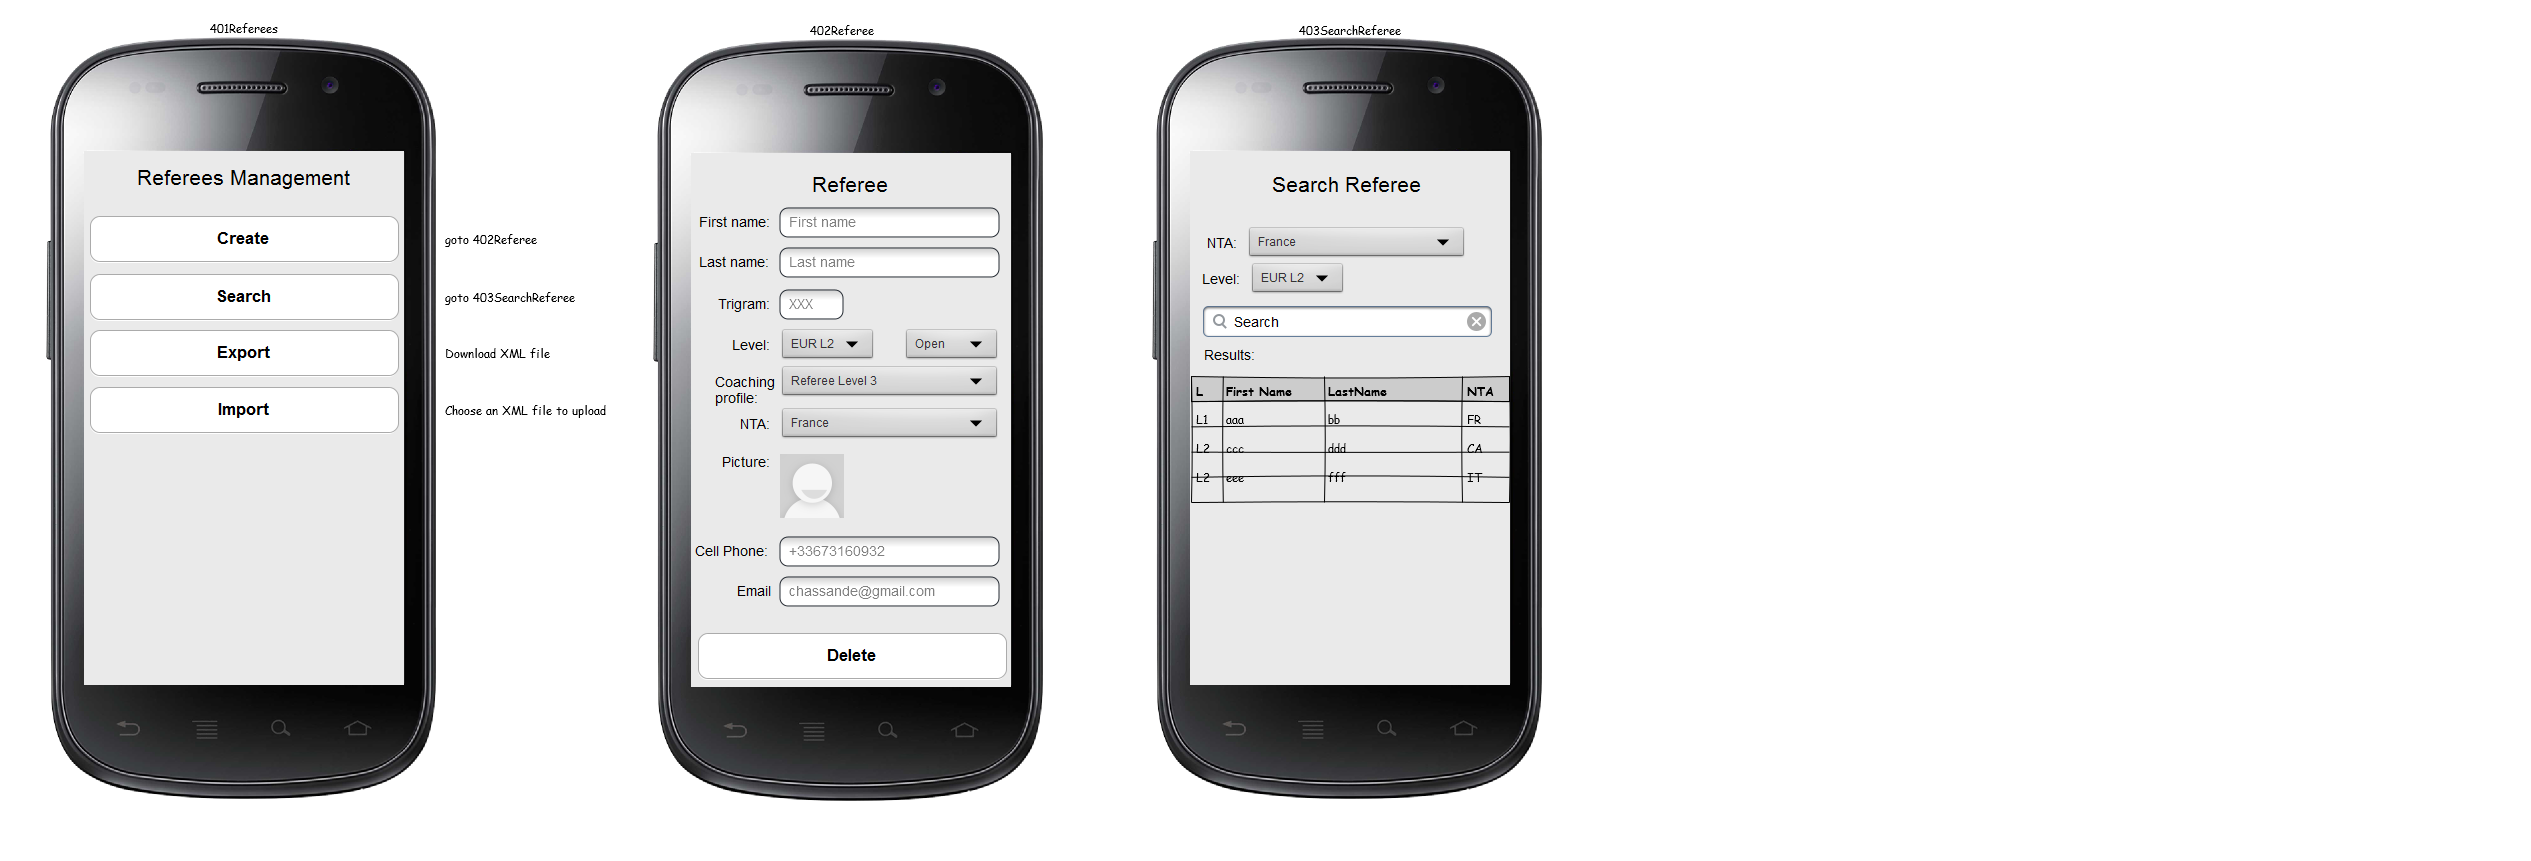 401Referees
Referees Management
Create
goto 402Referee
Search
goto 403SearchReferee
Export
Download XML file
Import
Choose an XML file to upload
402Referee
Referee
First name: First name
Last name: Last name
Trigram: XXX
Level: EUR L2 Open
Coaching
profile: Referee Level 3
NTA: France
Picture:
Cell Phone: +33673160932
Email chassande@gmail.com
Delete
403SearchReferee
Search Referee
NTA: France
Level: EUR L2
Search
Results:
L First Name LastName NTA
L1 aaa bb FR
L2 ccc ddd CA
L2 eee fff IT